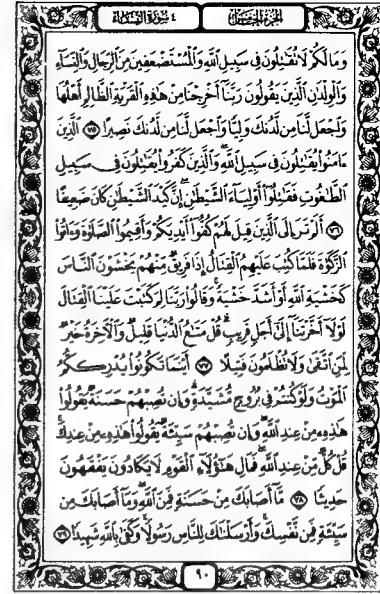 الجزء الخامس
٤ سورة النساء
وَمَا لَكُمْ لَا تُقَٰتِلُونَ فِى سَبِيلِ ٱللَّهِ وَٱلْمُسْتَضْعَفِينَ مِنَ ٱلرِّجَالِ وَٱلنِّسَآءِ
وَٱلْوِلْدَٰنِ ٱلَّذِينَ يَقُولُونَ رَبَّنَآ أَخْرِجْنَا مِنْ هَٰذِهِ ٱلْقَرْيَةِ ٱلظَّالِمِ أَهْلُهَا
وَٱجْعَل لَّنَا مِن لَّدُنكَ وَلِيًّا وَٱجْعَل لَّنَا مِن لَّدُنكَ نَصِيرًا ٧٥ ٱلَّذِينَ
ءَامَنُوا۟ يُقَٰتِلُونَ فِى سَبِيلِ ٱللَّهِ وَٱلَّذِينَ كَفَرُوا۟ يُقَٰتِلُونَ فِى سَبِيلِ
ٱلطَّٰغُوتِ فَقَٰتِلُوٓا۟ أَوْلِيَآءَ ٱلشَّيْطَٰنِ إِنَّ كَيْدَ ٱلشَّيْطَٰنِ كَانَ ضَعِيفًا
٧٦ أَلَمْ تَرَ إِلَى ٱلَّذِينَ قِيلَ لَهُمْ كُفُّوٓا۟ أَيْدِيَكُمْ وَأَقِيمُوا۟ ٱلصَّلَوٰةَ وَءَاتُوا۟
ٱلزَّكَوٰةَ فَلَمَّا كُتِبَ عَلَيْهِمُ ٱلْقِتَالُ إِذَا فَرِيقٌ مِّنْهُمْ يَخْشَوْنَ ٱلنَّاسَ
كَخَشْيَةِ ٱللَّهِ أَوْ أَشَدَّ خَشْيَةً وَقَالُوا۟ رَبَّنَا لِمَ كَتَبْتَ عَلَيْنَا ٱلْقِتَالَ
لَوْلَآ أَخَّرْتَنَآ إِلَىٰٓ أَجَلٍ قَرِيبٍ قُلْ مَتَٰعُ ٱلدُّنْيَا قَلِيلٌ وَٱلْءَاخِرَةُ خَيْرٌ
لِّمَنِ ٱتَّقَىٰ وَلَا تُظْلَمُونَ فَتِيلًا ٧٧ أَيْنَمَا تَكُونُوا۟ يُدْرِككُّمُ
ٱلْمَوْتُ وَلَوْ كُنتُمْ فِى بُرُوجٍ مُّشَيَّدَةٍ وَإِن تُصِبْهُمْ حَسَنَةٌ يَقُولُوا۟
هَٰذِهِۦ مِنْ عِندِ ٱللَّهِ وَإِن تُصِبْهُمْ سَيِّئَةٌ يَقُولُوا۟ هَٰذِهِۦ مِنْ عِندِكَ
قُلْ كُلٌّ مِّنْ عِندِ ٱللَّهِ فَمَالِ هَٰٓؤُلَآءِ ٱلْقَوْمِ لَا يَكَادُونَ يَفْقَهُونَ
حَدِيثًا ٧٨ مَّآ أَصَابَكَ مِنْ حَسَنَةٍ فَمِنَ ٱللَّهِ وَمَآ أَصَابَكَ مِن
سَيِّئَةٍ فَمِن نَّفْسِكَ وَأَرْسَلْنَٰكَ لِلنَّاسِ رَسُولًا وَكَفَىٰ بِٱللَّهِ شَهِيدًا ٧٩
٩٠